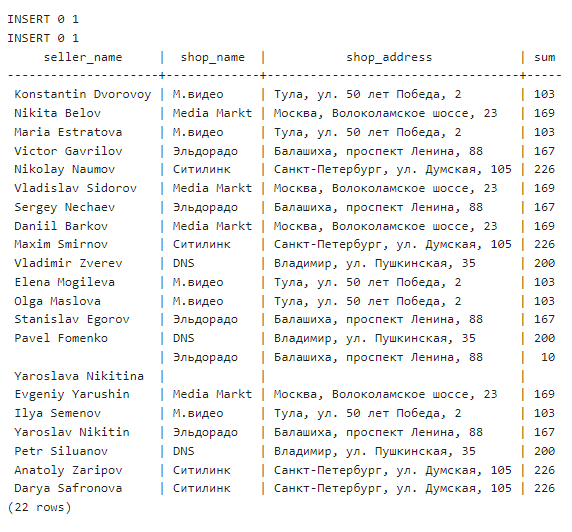 INSERT 0 1
INSERT 0 1
seller_name | shop_name | shop_address | sum
--------------------+-------------+----------------------------------+-----
Konstantin Dvorovoy | М.видео | Тула, ул. 50 лет Победа, 2 | 103
Nikita Belov | Media Markt | Москва, Волоколамское шоссе, 23 | 169
Maria Estratova | М.видео | Тула, ул. 50 лет Победа, 2 | 103
Victor Gavrilov | Эльдорадо | Балашиха, проспект Ленина, 88 | 167
Nikolay Naumov | Ситилинк | Санкт-Петербург, ул. Думская, 105 | 226
Vladislav Sidorov | Media Markt | Москва, Волоколамское шоссе, 23 | 169
Sergey Nechaev | Эльдорадо | Балашиха, проспект Ленина, 88 | 167
Daniil Barkov | Media Markt | Москва, Волоколамское шоссе, 23 | 169
Maxim Smirnov | Ситилинк | Санкт-Петербург, ул. Думская, 105 | 226
Vladimir Zverev | DNS | Владимир, ул. Пушкинская, 35 | 200
Elena Mogileva | М.видео | Тула, ул. 50 лет Победа, 2 | 103
Olga Maslova | М.видео | Тула, ул. 50 лет Победа, 2 | 103
Stanislav Egorov | Эльдорадо | Балашиха, проспект Ленина, 88 | 167
Pavel Fomenko | DNS | Владимир, ул. Пушкинская, 35 | 200
| Эльдорадо | Балашиха, проспект Ленина, 88 | 10
Yaroslava Nikitina | | |
Evgeniy Yarushin | Media Markt | Москва, Волоколамское шоссе, 23 | 169
Ilya Semenov | М.видео | Тула, ул. 50 лет Победа, 2 | 103
Yaroslav Nikitin | Эльдорадо | Балашиха, проспект Ленина, 88 | 167
Petr Siluanov | DNS | Владимир, ул. Пушкинская, 35 | 200
Anatoly Zaripov | Ситилинк | Санкт-Петербург, ул. Думская, 105 | 226
Darya Safronova | Ситилинк | Санкт-Петербург, ул. Думская, 105 | 226
(22 rows)